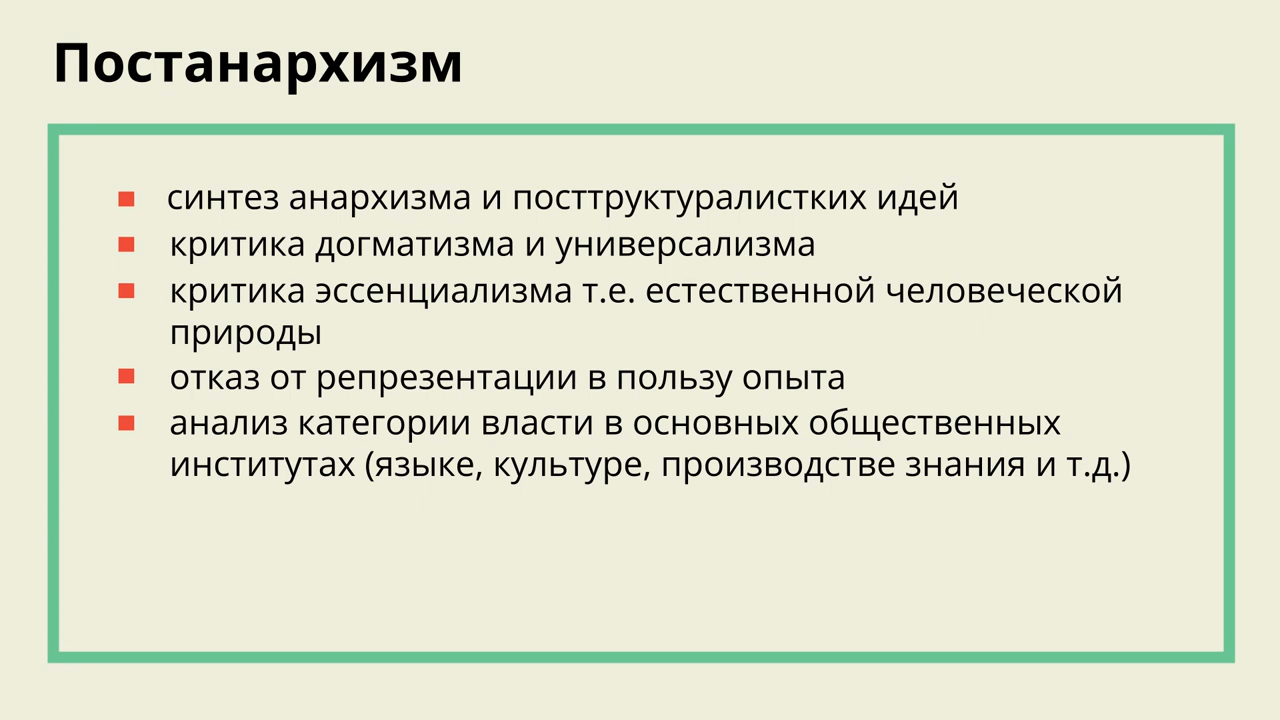 Постанархизм
синтез анархизма и посттруктуралистких идей
критика догматизма и универсализма
критика эссенциализма т.е. естественной человеческой
природы
отказ от репрезентации в пользу опыта
анализ категории власти в основных общественных
институтах (языке, культуре, производстве знания и т.д.)